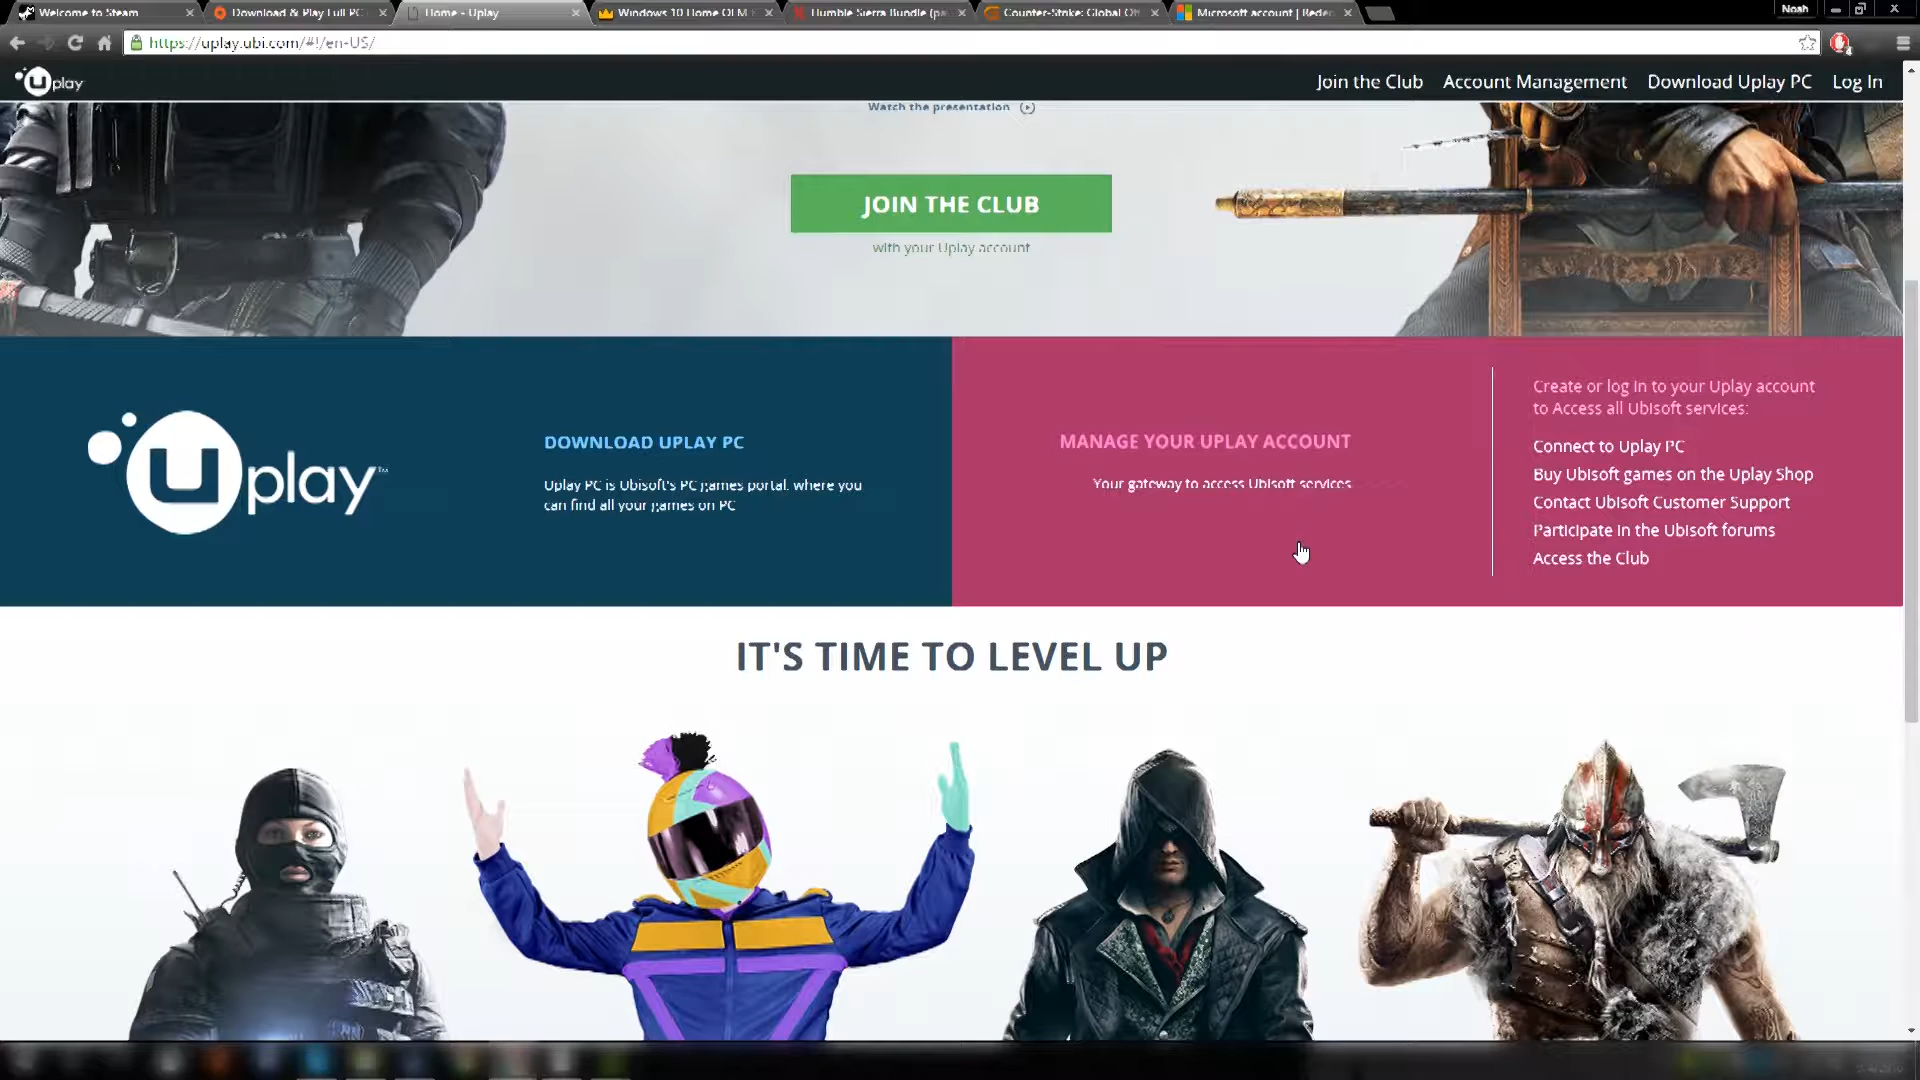 Welcome to Steam
Download & Play Full PC
Home - Uplay
Windows 10 Home OEM
Humble Sierra Bundle (pa
Counter-Strike: Global Of
Microsoft account | Redee
Noah
https://uplay.ubi.com/#!/en-US/
4
Uplay
Join the Club
Account Management
Download Uplay PC
Log In
Watch the presentation
JOIN THE CLUB
with your Uplay account
Uplay™
DOWNLOAD UPLAY PC
Uplay PC is Ubisoft's PC games portal, where you
can find all your games on PC
MANAGE YOUR UPLAY ACCOUNT
Your gateway to access Ubisoft services
Create or log in to your Uplay account
to Access all Ubisoft services:
Connect to Uplay PC
Buy Ubisoft games on the Uplay Shop
Contact Ubisoft Customer Support
Participate in the Ubisoft forums
Access the Club
IT'S TIME TO LEVEL UP